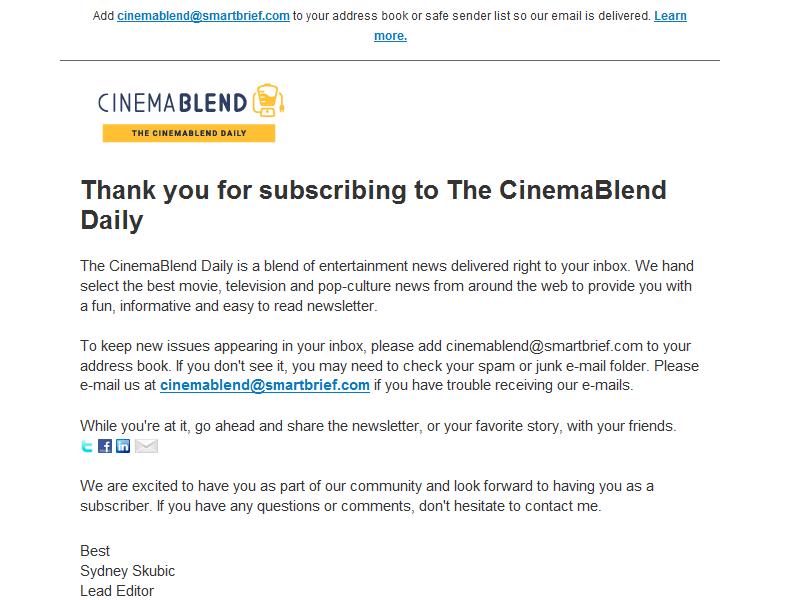 Add cinemablend@smartbrief.com to your address book or safe sender list so our email is delivered. Learn
more.
CINEMABLEND
THE CINEMABLEND DAILY
Thank you for subscribing to The CinemaBlend
Daily
The CinemaBlend Daily is a blend of entertainment news delivered right to your inbox. We hand
select the best movie, television and pop-culture news from around the web to provide you with
a fun, informative and easy to read newsletter.
To keep new issues appearing in your inbox, please add cinemablend@smartbrief.com to your
address book. If you don't see it, you may need to check your spam or junk e-mail folder. Please
e-mail us at cinemablend@smartbrief.com if you have trouble receiving our e-mails.
While you're at it, go ahead and share the newsletter, or your favorite story, with your friends.
t f in
We are excited to have you as part of our community and look forward to having you as a
subscriber. If you have any questions or comments, don't hesitate to contact me.
Best
Sydney Skubic
Lead Editor